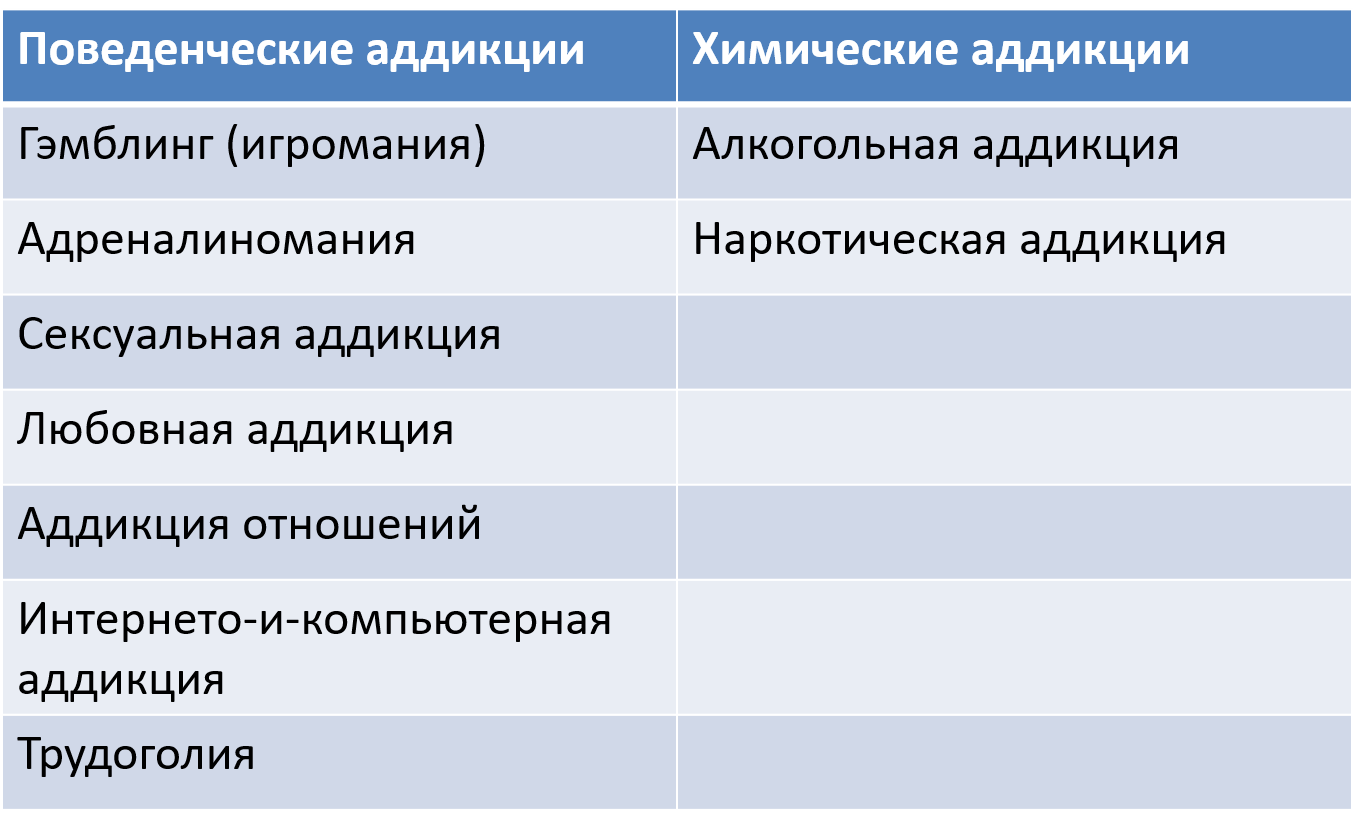 Поведенческие аддикции Химические аддикции
Гэмблинг (игромания) Алкогольная аддикция
Адреналиномания Наркотическая аддикция
Сексуальная аддикция
Любовная аддикция
Аддикция отношений
Интернето-и-компьютерная
аддикция
Трудоголия